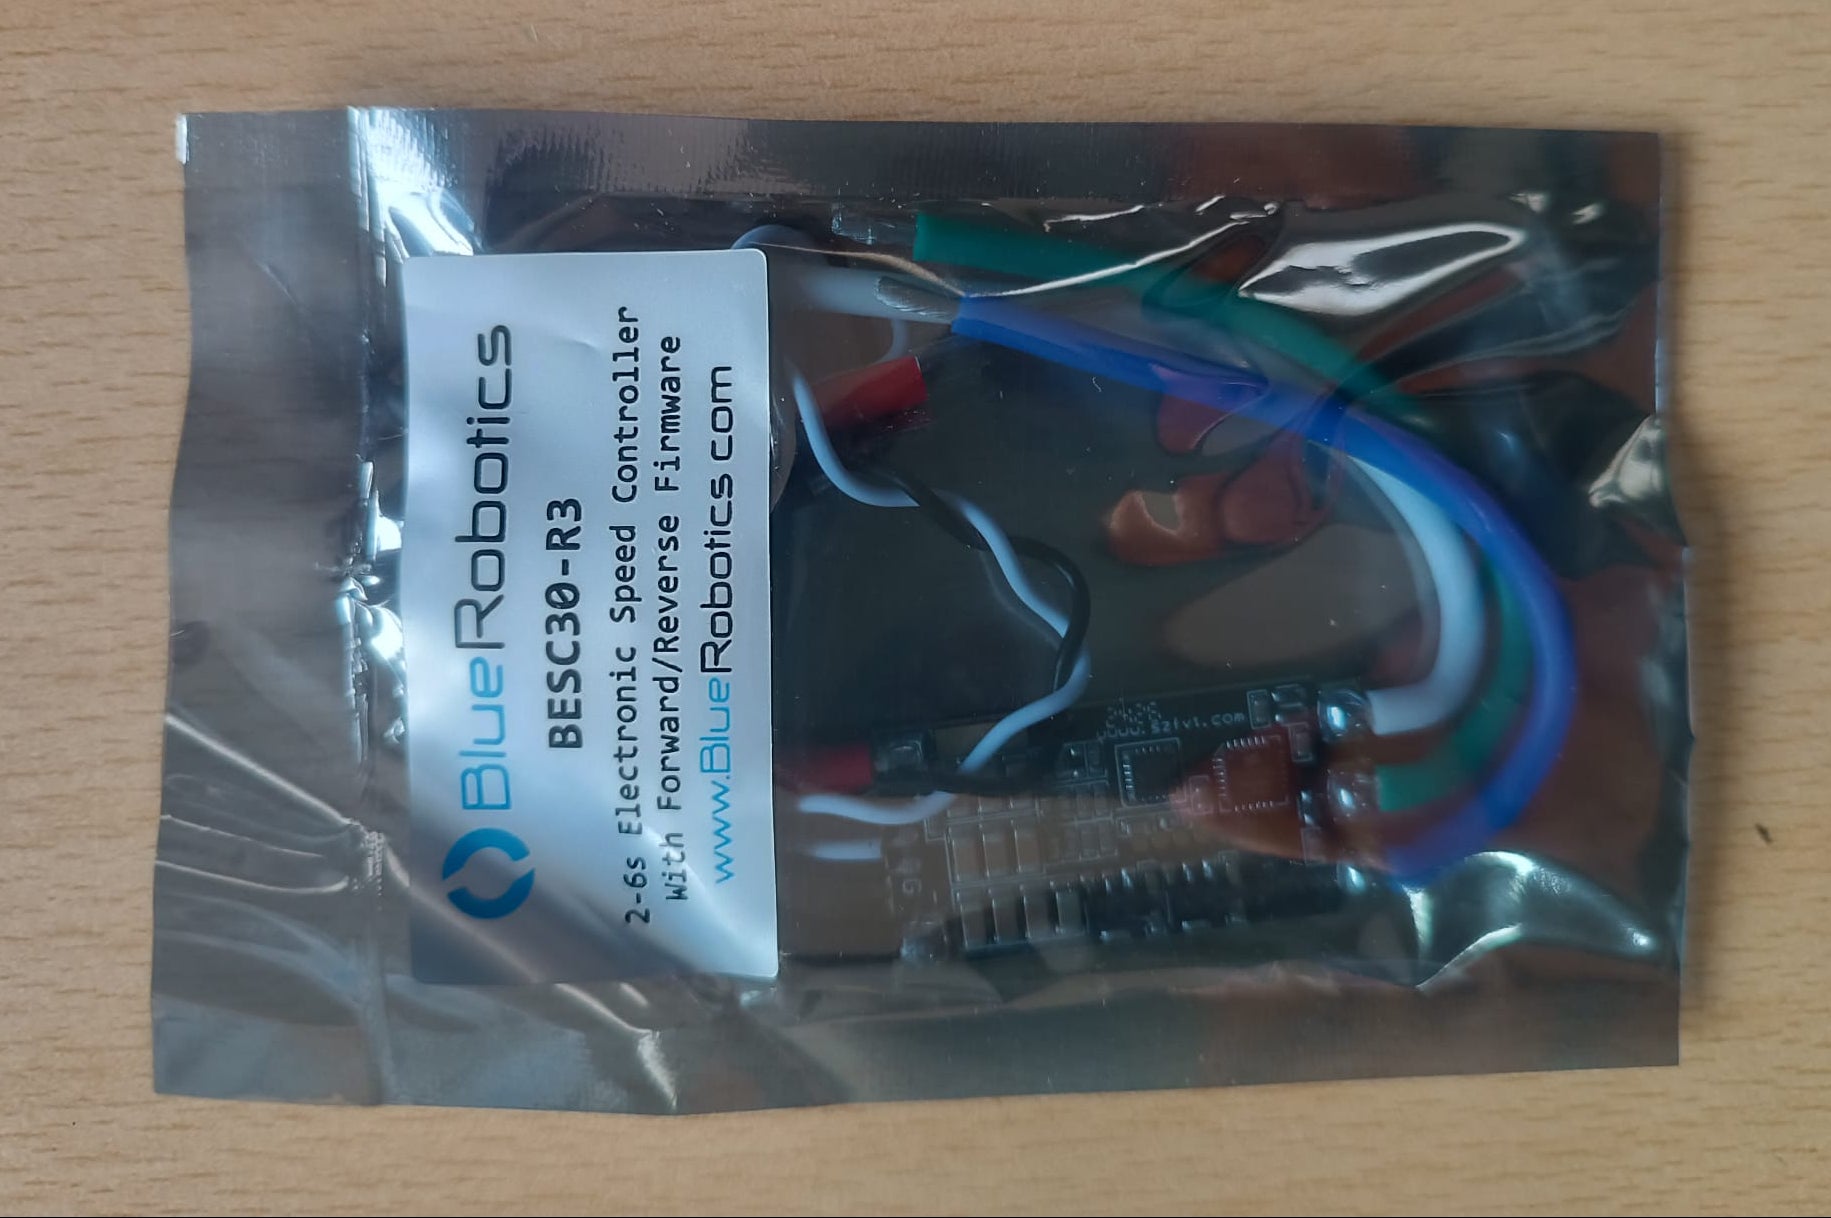 BlueRobotics
BESC30-R3
2-6s Electronic Speed Controller
With Forward/Reverse Firmware
www.BlueRobotics.com